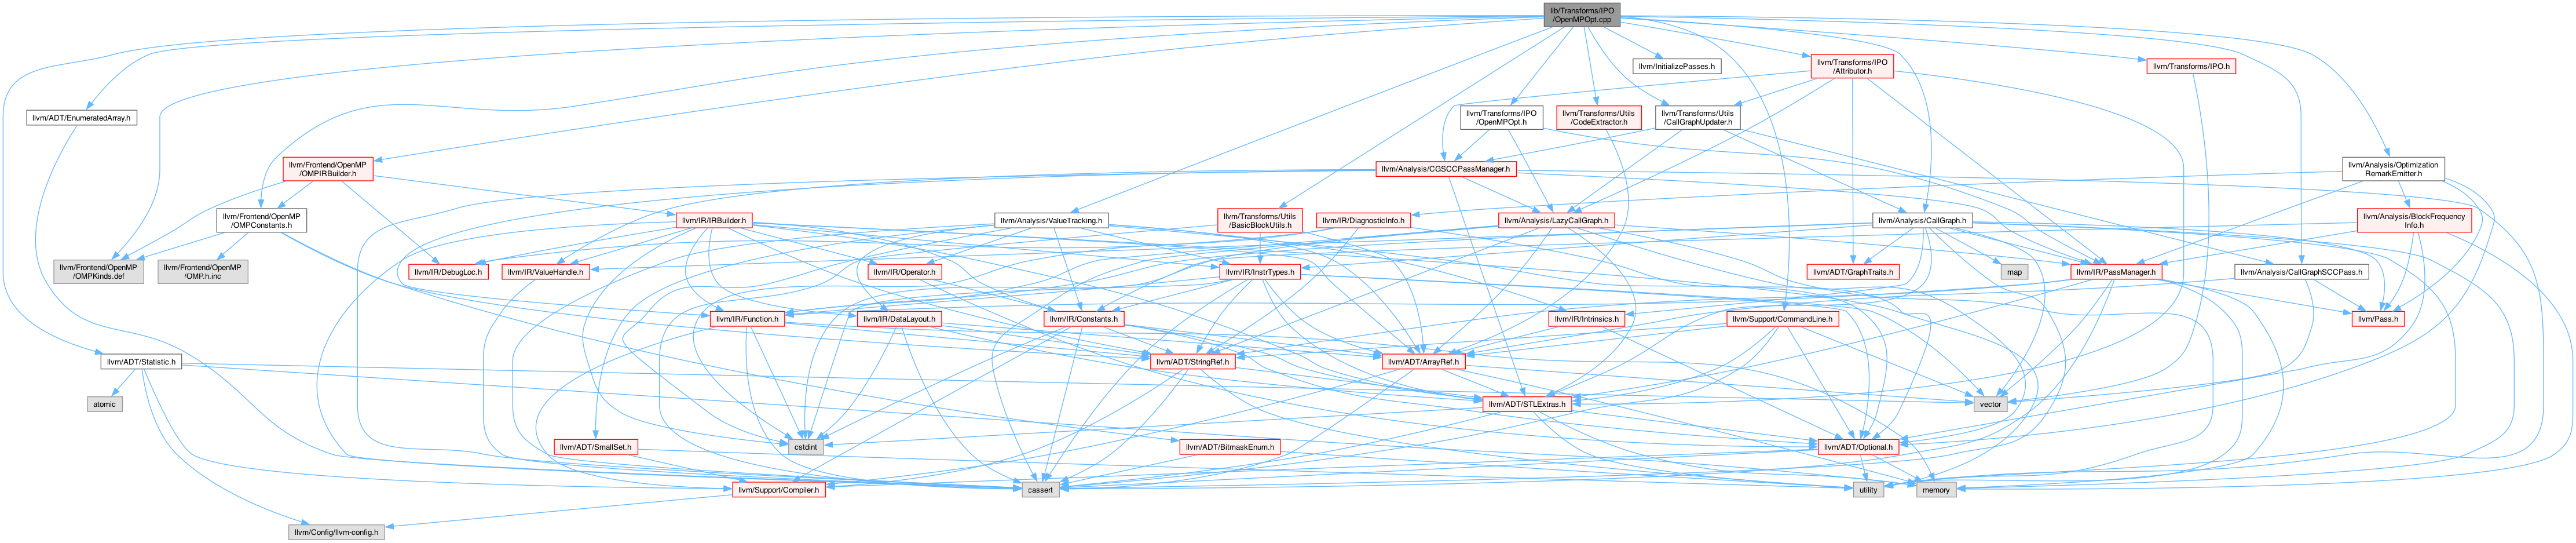 lib/Transforms/IPO
/OpenMPOpt.cpp
llvm/InitializePasses.h
llvm/Transforms/IPO
/Attributor.h
llvm/Transforms/IPO.h
llvm/ADT/EnumeratedArray.h
llvm/Transforms/IPO
/OpenMPOpt.h
llvm/Transforms/Utils
/CodeExtractor.h
llvm/Transforms/Utils
/CallGraphUpdater.h
llvm/Frontend/OpenMP
/OMPIRBuilder.h
llvm/Analysis/CGSCCPassManager.h
llvm/Analysis/Optimization
RemarkEmitter.h
llvm/Frontend/OpenMP
/OMPConstants.h
llvm/IR/IRBuilder.h
llvm/Analysis/ValueTracking.h
llvm/Transforms/Utils
/BasicBlockUtils.h
llvm/IR/DiagnosticInfo.h
llvm/Analysis/LazyCallGraph.h
llvm/Analysis/CallGraph.h
llvm/Analysis/BlockFrequency
Info.h
llvm/Frontend/OpenMP
/OMPKinds.def
llvm/Frontend/OpenMP
/OMP.h.inc
llvm/IR/DebugLoc.h
llvm/IR/ValueHandle.h
llvm/IR/Operator.h
llvm/IR/InstrTypes.h
llvm/ADT/GraphTraits.h
map
llvm/IR/PassManager.h
llvm/Analysis/CallGraphSCCPass.h
llvm/IR/Function.h
llvm/IR/DataLayout.h
llvm/IR/Constants.h
llvm/IR/Intrinsics.h
llvm/Support/CommandLine.h
llvm/Pass.h
llvm/ADT/Statistic.h
llvm/ADT/StringRef.h
llvm/ADT/ArrayRef.h
atomic
llvm/ADT/STLExtras.h
vector
llvm/ADT/SmallSet.h
cstdint
llvm/ADT/BitmaskEnum.h
llvm/ADT/Optional.h
llvm/Support/Compiler.h
cassert
utility
memory
llvm/Config/llvm-config.h